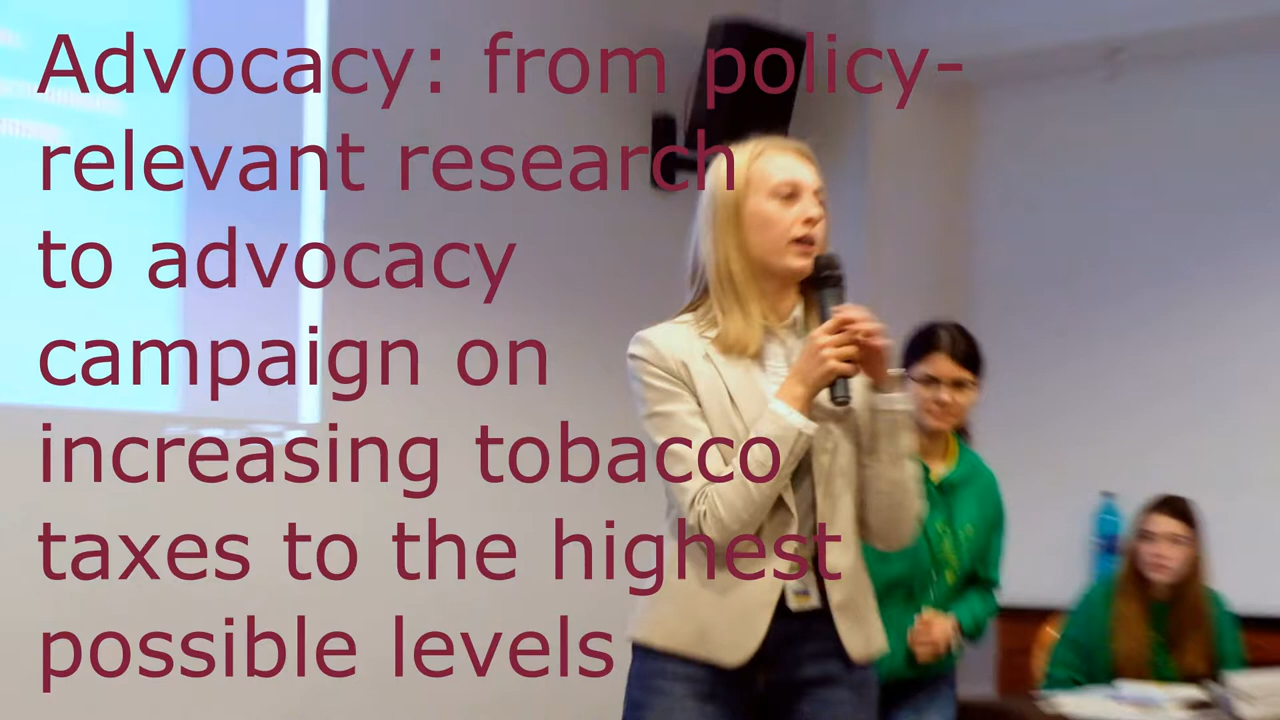 Advocacy: from policy-
relevant research
to advocacy
campaign on
increasing tobacco
taxes to the highest
possible levels